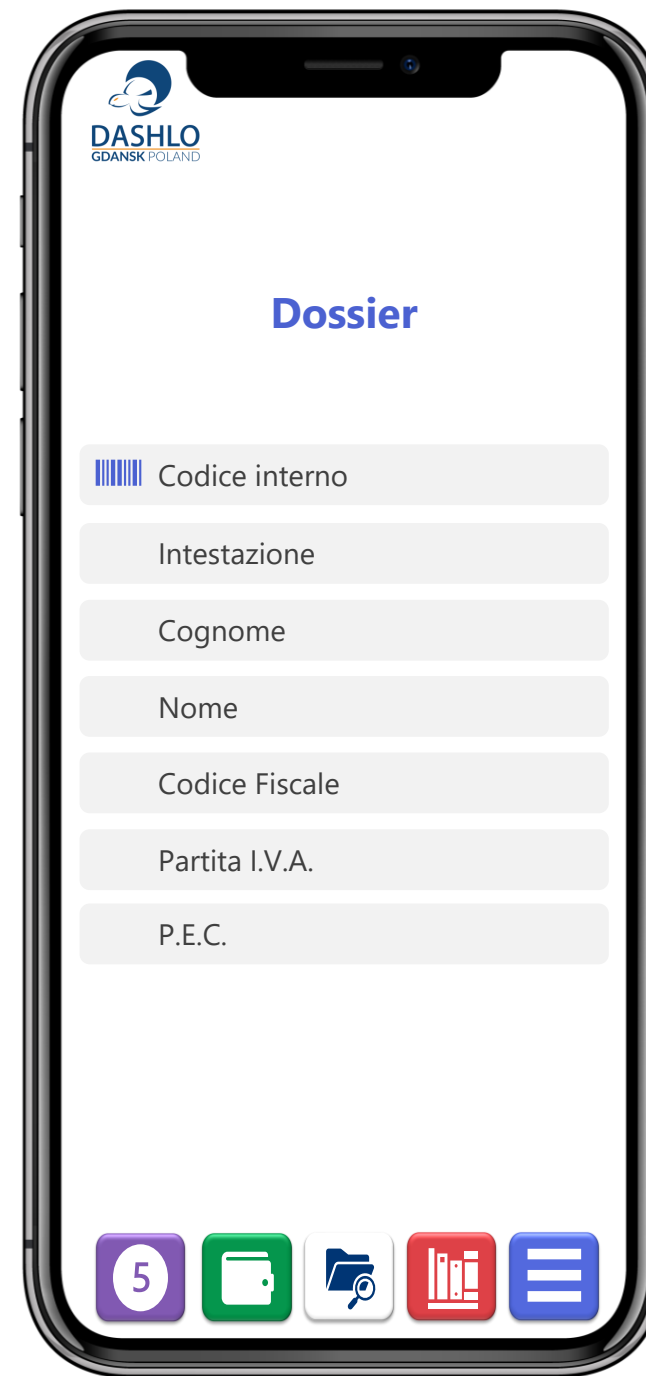 DASHLO
GDANSK POLAND
Dossier
Codice interno
Intestazione
Cognome
Nome
Codice Fiscale
Partita I.V.A.
P.E.C.
5